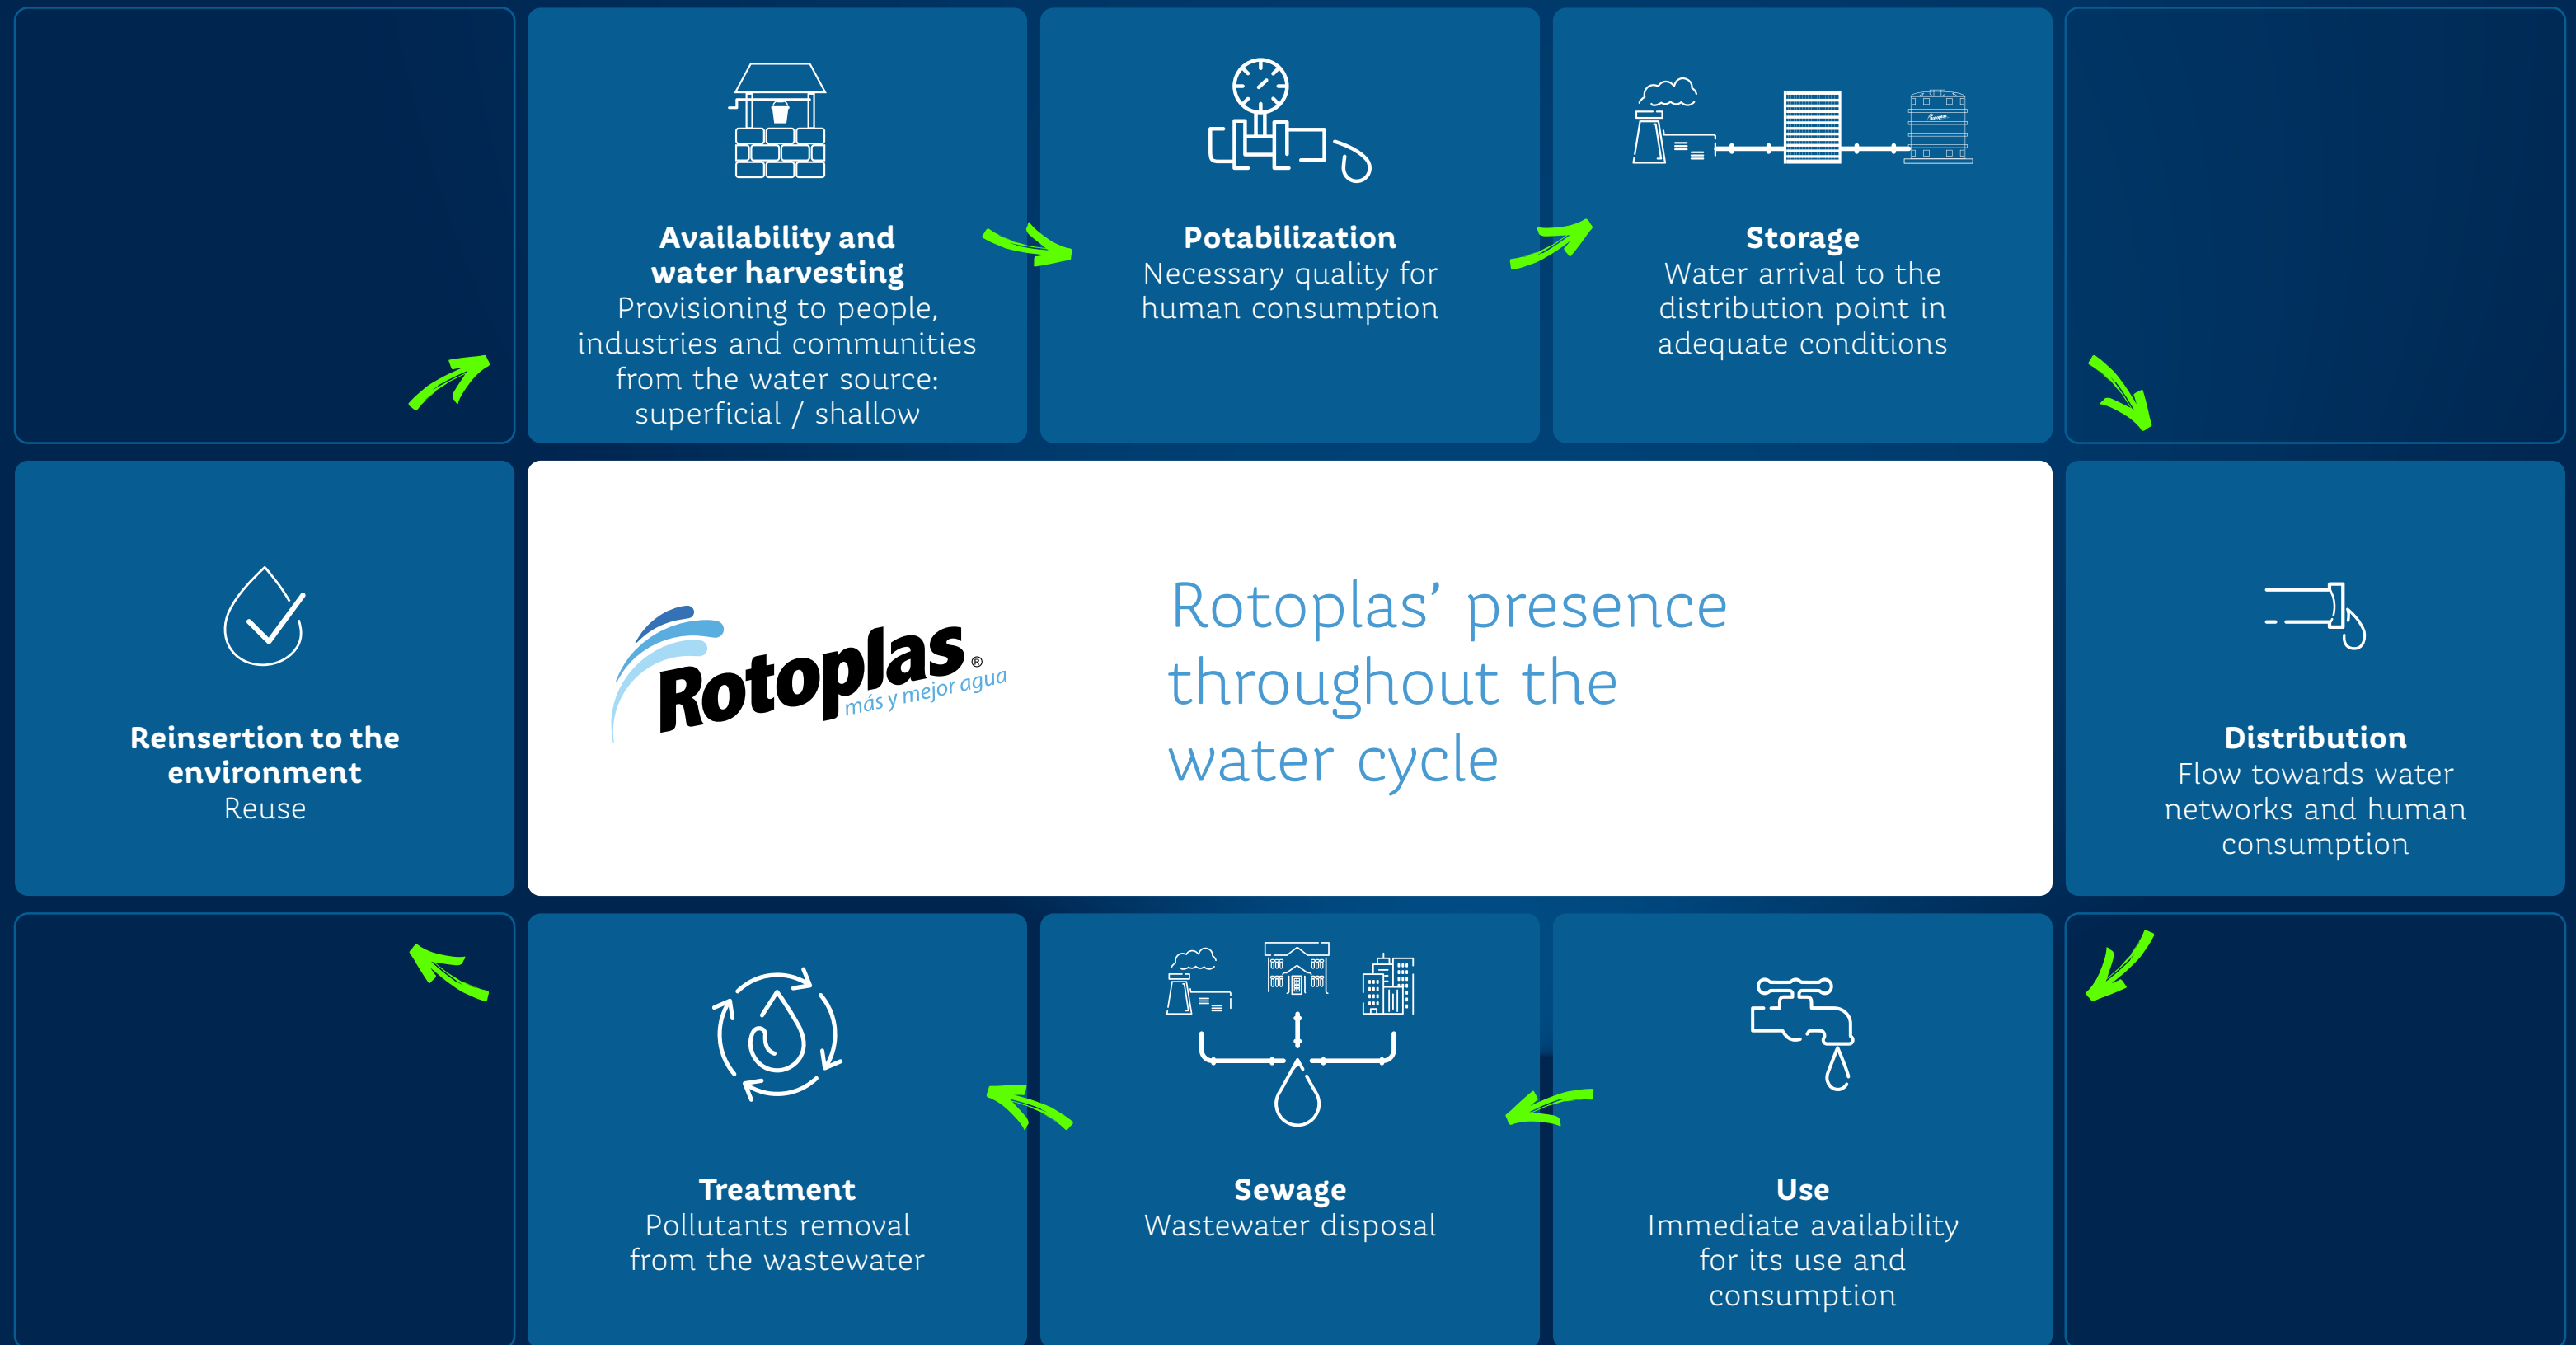 Availability and
water harvesting
Provisioning to people,
industries and communities
from the water source:
superficial / shallow
Potabilization
Necessary quality for
human consumption
Storage
Water arrival to the
distribution point in
adequate conditions
Reinsertion to the
environment
Reuse
Rotoplas®
más y mejor agua
Rotoplas’ presence
throughout the
water cycle
Distribution
Flow towards water
networks and human
consumption
Treatment
Pollutants removal
from the wastewater
Sewage
Wastewater disposal
Use
Immediate availability
for its use and
consumption